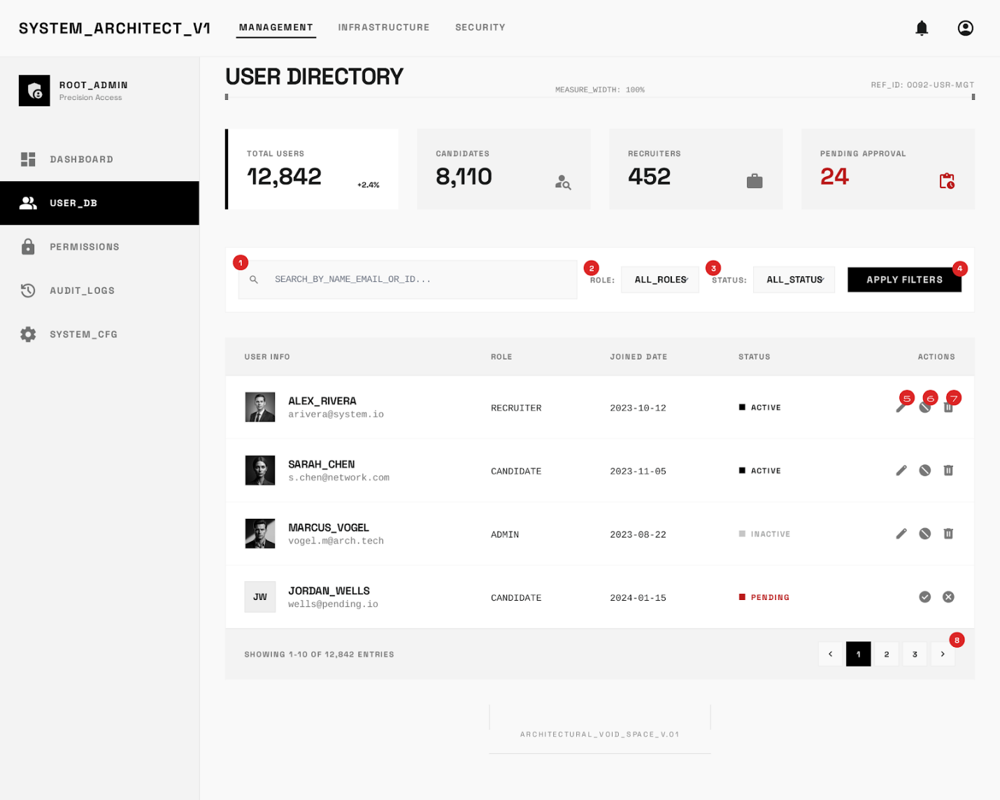 SYSTEM_ARCHITECT_V1
MANAGEMENT
INFRASTRUCTURE
SECURITY
ROOT_ADMIN
Precision Access
DASHBOARD
USER_DB
PERMISSIONS
AUDIT_LOGS
SYSTEM_CFG
USER DIRECTORY
MEASURE_WIDTH: 100%
REF_ID: 0092-USR-MGT
TOTAL USERS
12,842
+2.4%
CANDIDATES
8,110
RECRUITERS
452
PENDING APPROVAL
24
1
SEARCH_BY_NAME_EMAIL_OR_ID...
2
ROLE:
ALL_ROLES
3
STATUS:
ALL_STATUS
4
APPLY FILTERS
USER INFO
ROLE
JOINED DATE
STATUS
ACTIONS
ALEX_RIVERA
arivera@system.io
RECRUITER
2023-10-12
ACTIVE
5
6
7
SARAH_CHEN
s.chen@network.com
CANDIDATE
2023-11-05
ACTIVE
MARCUS_VOGEL
vogel.m@arch.tech
ADMIN
2023-08-22
INACTIVE
JW
JORDAN_WELLS
wells@pending.io
CANDIDATE
2024-01-15
PENDING
SHOWING 1-10 OF 12,842 ENTRIES
1
2
3
8
ARCHITECTURAL_VOID_SPACE_V.01